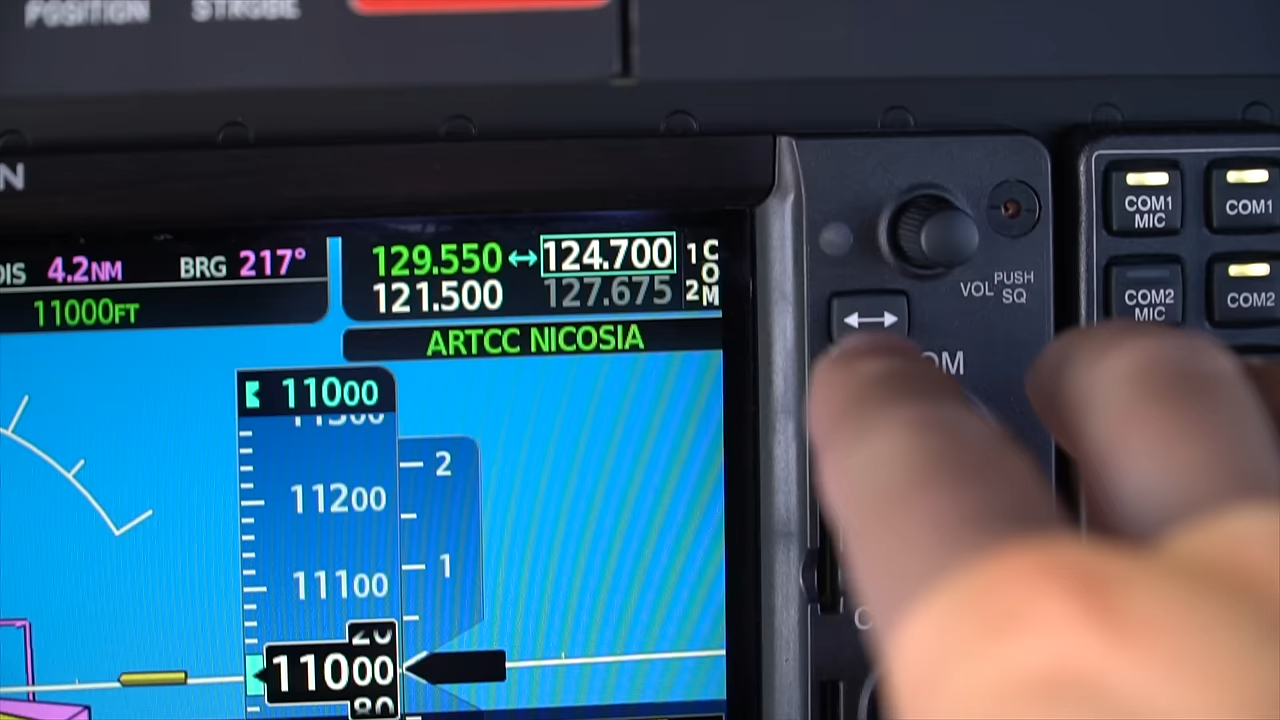 POSITION STROBE
N
DIS 4.2NM BRG 217°
11000FT
129.550 ↔ 124.700 1 COM
121.500 127.675 2
ARTCC NICOSIA
11000
11300
11200
11100
20
11000
80
2
1
VOL PUSH SQ
COM1 MIC
COM1
COM2 MIC
COM2
OM
C